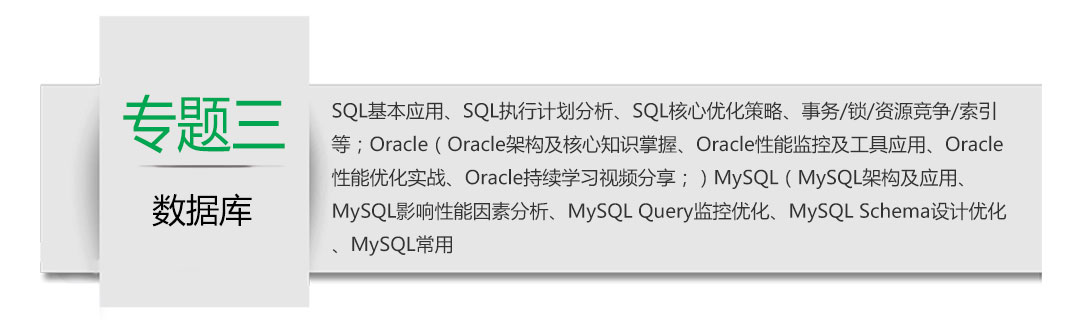 专题三
数据库
SQL基本应用、SQL执行计划分析、SQL核心优化策略、事务/锁/资源竞争/索引
等；Oracle（Oracle架构及核心知识掌握、Oracle性能监控及工具应用、Oracle
性能优化实战、Oracle持续学习视频分享；）MySQL（MySQL架构及应用、
MySQL影响性能因素分析、MySQL Query监控优化、MySQL Schema设计优化
、MySQL常用